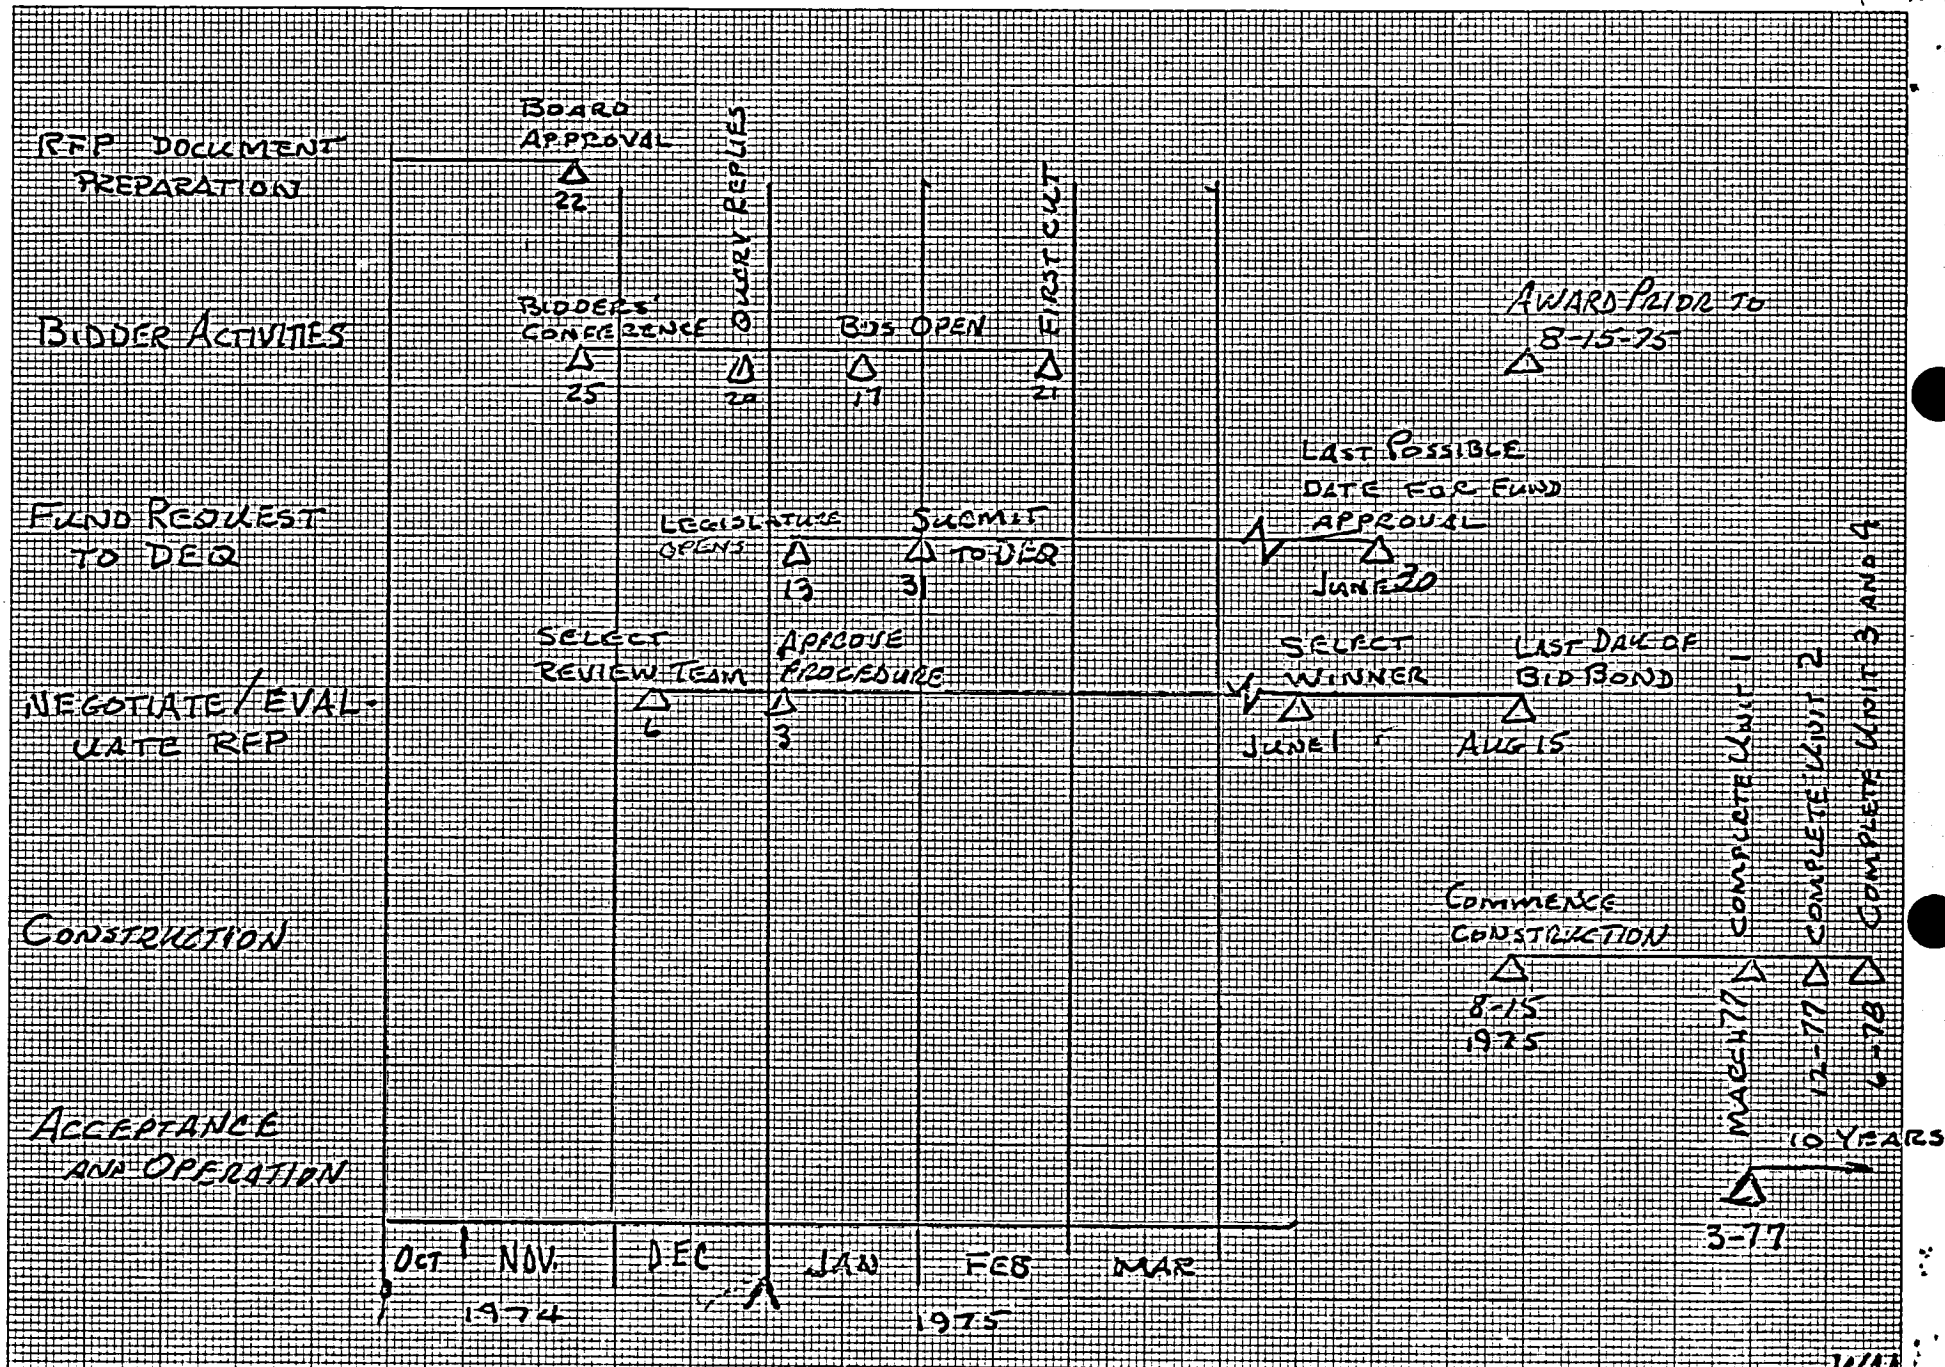 BOARD
APPROVAL
RFP DOCUMENT
PREPARATION
22
QUERY REPLIES
FIRST CUT
BIDDERS'
CONFERENCE
BIDS OPEN
AWARD PRIOR TO
8-15-75
BIDDER ACTIVITIES
25
20
17
21
LAST POSSIBLE
DATE FOR FUND
APPROVAL
FUND REQUEST
TO DEQ
LEGISLATURE
OPENS
SUBMIT
TO DEQ
13
31
JUNE 20
SELECT
REVIEW TEAM
APPROVE
PROCEDURE
SELECT
WINNER
LAST DAY OF
BID BOND
NEGOTIATE/EVAL-
UATE RFP
6
3
JUNE 1
AUG 15
COMPLETE UNIT 1
COMPLETE UNIT 2
COMPLETE UNIT 3 AND 4
CONSTRUCTION
COMMENCE
CONSTRUCTION
8-15
1975
MARCH 77
12-77
6-78
ACCEPTANCE
AND OPERATION
10 YEARS
3-77
OCT NOV. DEC JAN FEB MAR
1974 1975